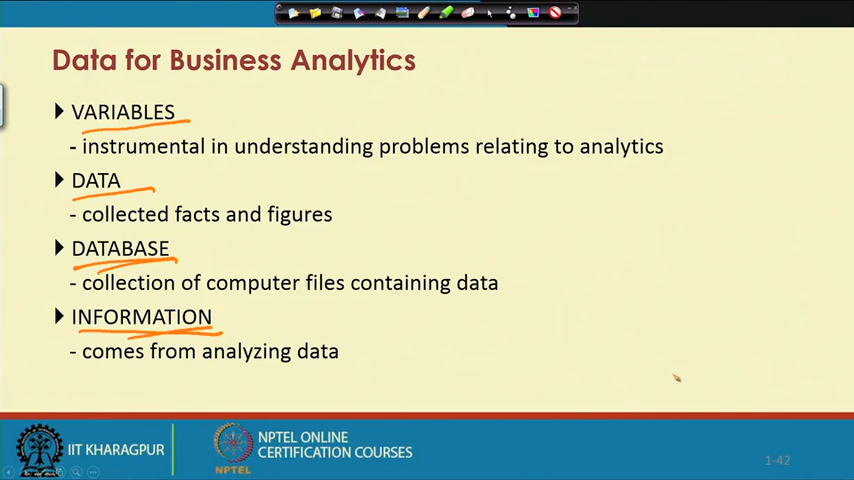 Data for Business Analytics
VARIABLES
- instrumental in understanding problems relating to analytics
DATA
- collected facts and figures
DATABASE
- collection of computer files containing data
INFORMATION
- comes from analyzing data
IIT KHARAGPUR
NPTEL
NPTEL ONLINE
CERTIFICATION COURSES
1-42